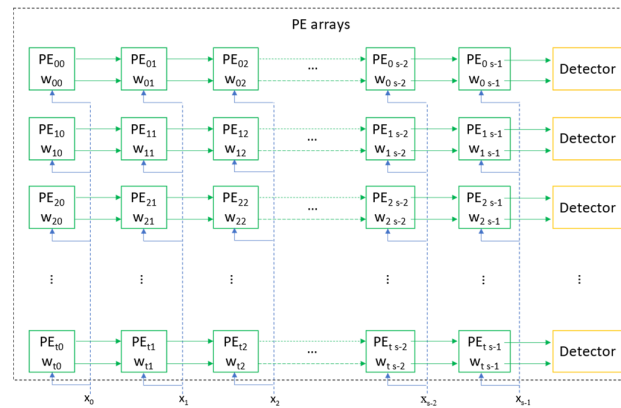 PE arrays
PE00 PE01 PE02 ... PE0 s-2 PE0 s-1 Detector
w00 w01 w02 w0 s-2 w0 s-1
PE10 PE11 PE12 PE1 s-2 PE1 s-1 Detector
w10 w11 w12 ... w1 s-2 w1 s-1
PE20 PE21 PE22 PE2 s-2 PE2 s-1 Detector
w20 w21 w22 ... w2 s-2 w2 s-1
⋮ ⋮ ⋮ ⋮ ⋮ ⋮
PEt0 PEt1 PEt2 PEt s-2 PEt s-1 Detector
wt0 wt1 wt2 ... wt s-2 wt s-1
x0 x1 x2 xs-2 xs-1